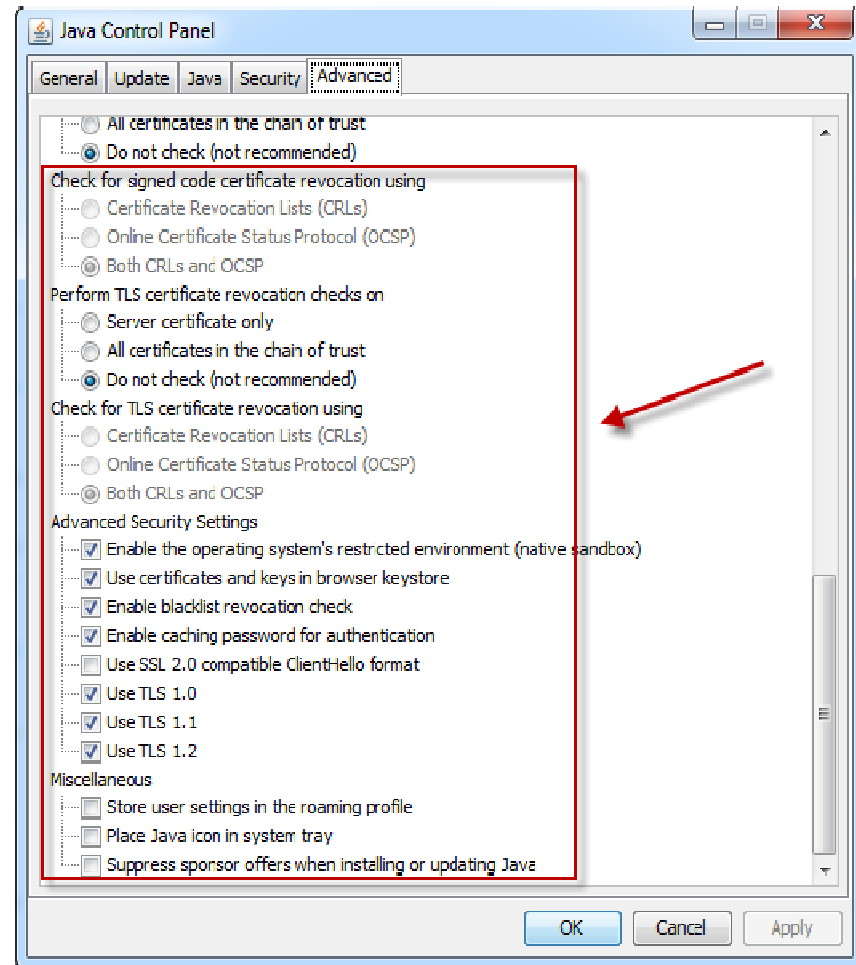 Java Control Panel
General Update Java Security Advanced
All certificates in the chain of trust
Do not check (not recommended)
Check for signed code certificate revocation using
Certificate Revocation Lists (CRLs)
Online Certificate Status Protocol (OCSP)
Both CRLs and OCSP
Perform TLS certificate revocation checks on
Server certificate only
All certificates in the chain of trust
Do not check (not recommended)
Check for TLS certificate revocation using
Certificate Revocation Lists (CRLs)
Online Certificate Status Protocol (OCSP)
Both CRLs and OCSP
Advanced Security Settings
Enable the operating system's restricted environment (native sandbox)
Use certificates and keys in browser keystore
Enable blacklist revocation check
Enable caching password for authentication
Use SSL 2.0 compatible ClientHello format
Use TLS 1.0
Use TLS 1.1
Use TLS 1.2
Miscellaneous
Store user settings in the roaming profile
Place Java icon in system tray
Suppress sponsor offers when installing or updating Java
OK Cancel Apply